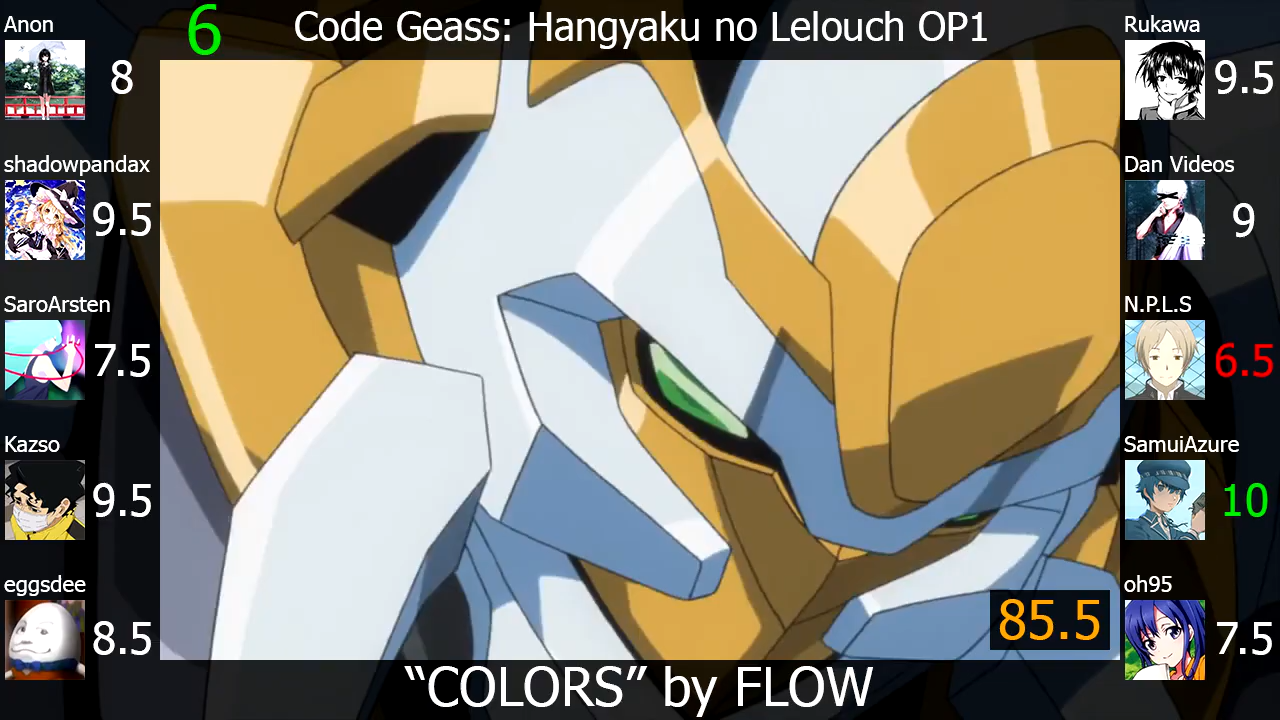 Anon
8
6
Code Geass: Hangyaku no Lelouch OP1
Rukawa
9.5
shadowpandax
9.5
Dan Videos
9
SaroArsten
7.5
N.P.L.S
6.5
Kazso
9.5
SamuiAzure
10
eggsdee
8.5
oh95
7.5
85.5
“COLORS” by FLOW